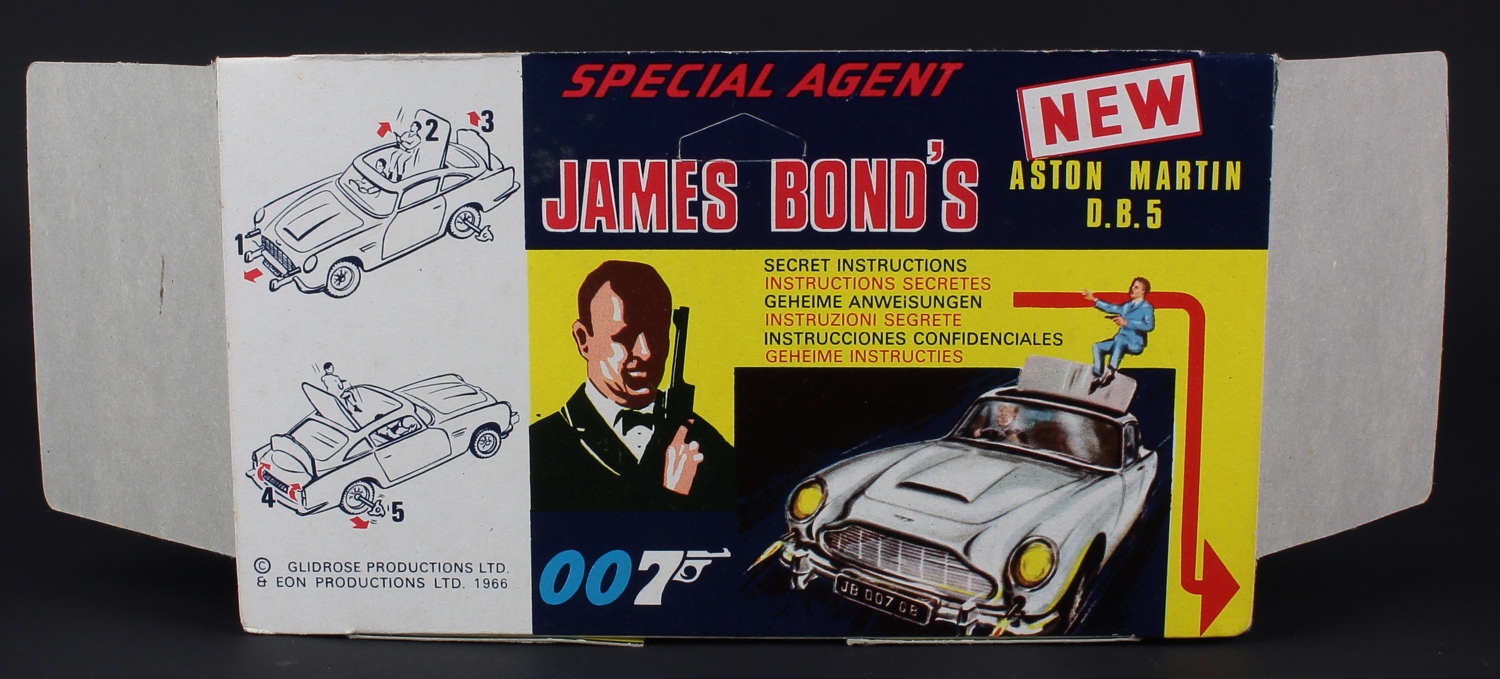 SPECIAL AGENT
NEW
JAMES BOND'S
ASTON MARTIN
D.B.5
SECRET INSTRUCTIONS
INSTRUCTIONS SECRETES
GEHEIME ANWEiSUNGEN
INSTRUZIONI SEGRETE
INSTRUCCIONES CONFIDENCIALES
GEHEIME INSTRUCTIES
007
JB 007 GB
1
2
3
4
5
© GLIDROSE PRODUCTIONS LTD.
& EON PRODUCTIONS LTD. 1966